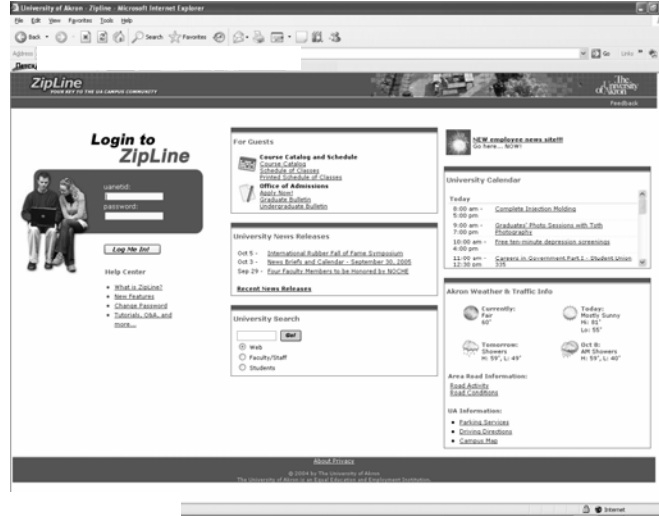 University of Akron - Zipline - Microsoft Internet Explorer
File Edit View Favorites Tools Help
Back Search Favorites
Address Go Links
ZipLine
YOUR KEY TO THE UA CAMPUS COMMUNITY
The University of Akron
Feedback
Login to
ZipLine
uanetid:
password:
Log Me In!
Help Center
What is ZipLine?
New Features
Change Password
Tutorials, Q&A, and
more...
For Guests
Course Catalog and Schedule
Course Catalog
Schedule of Classes
Printed Schedule of Classes
Office of Admissions
Apply Now!
Graduate Bulletin
Undergraduate Bulletin
University News Releases
Oct 5 - International Rubber Fall of Fame Symposium
Oct 3 - News Briefs and Calendar - September 30, 2005
Sep 29 - Four Faculty Members to be Honored by NOCHE
Recent News Releases
University Search
Go!
Web
Faculty/Staff
Students
NEW employee news site!!!
Go here... NOW!
University Calendar
Today
8:00 am - Complete Injection Molding
5:00 pm
9:00 am - Graduates' Photo Sessions with Toth
7:00 pm Photography
10:00 am - Free ten-minute depression screenings
4:00 pm
11:00 am - Careers in Government Part I - Student Union
12:30 pm 335
Akron Weather & Traffic Info
Currently:
Fair
60°
Today:
Mostly Sunny
Hi: 81°
Lo: 55°
Tomorrow:
Showers
H: 59°, L: 49°
Oct 8:
AM Showers
H: 59°, L: 40°
Area Road Information:
Road Activity
Road Conditions
UA Information:
Parking Services
Driving Directions
Campus Map
About Privacy
© 2004 by The University of Akron
The University of Akron is an Equal Education and Employment Institution.
Internet